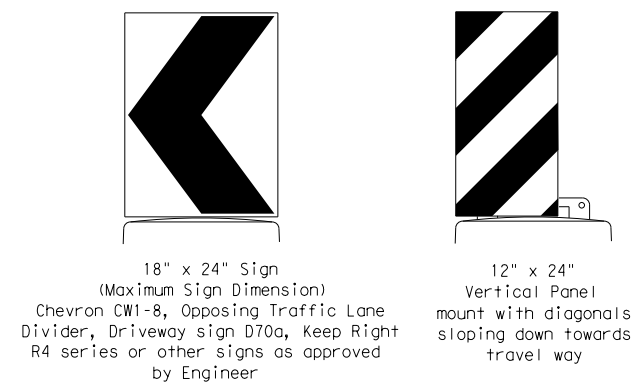 18" x 24" Sign
(Maximum Sign Dimension)
Chevron CW1-8, Opposing Traffic Lane
Divider, Driveway sign D70a, Keep Right
R4 series or other signs as approved
by Engineer
12" x 24"
Vertical Panel
mount with diagonals
sloping down towards
travel way